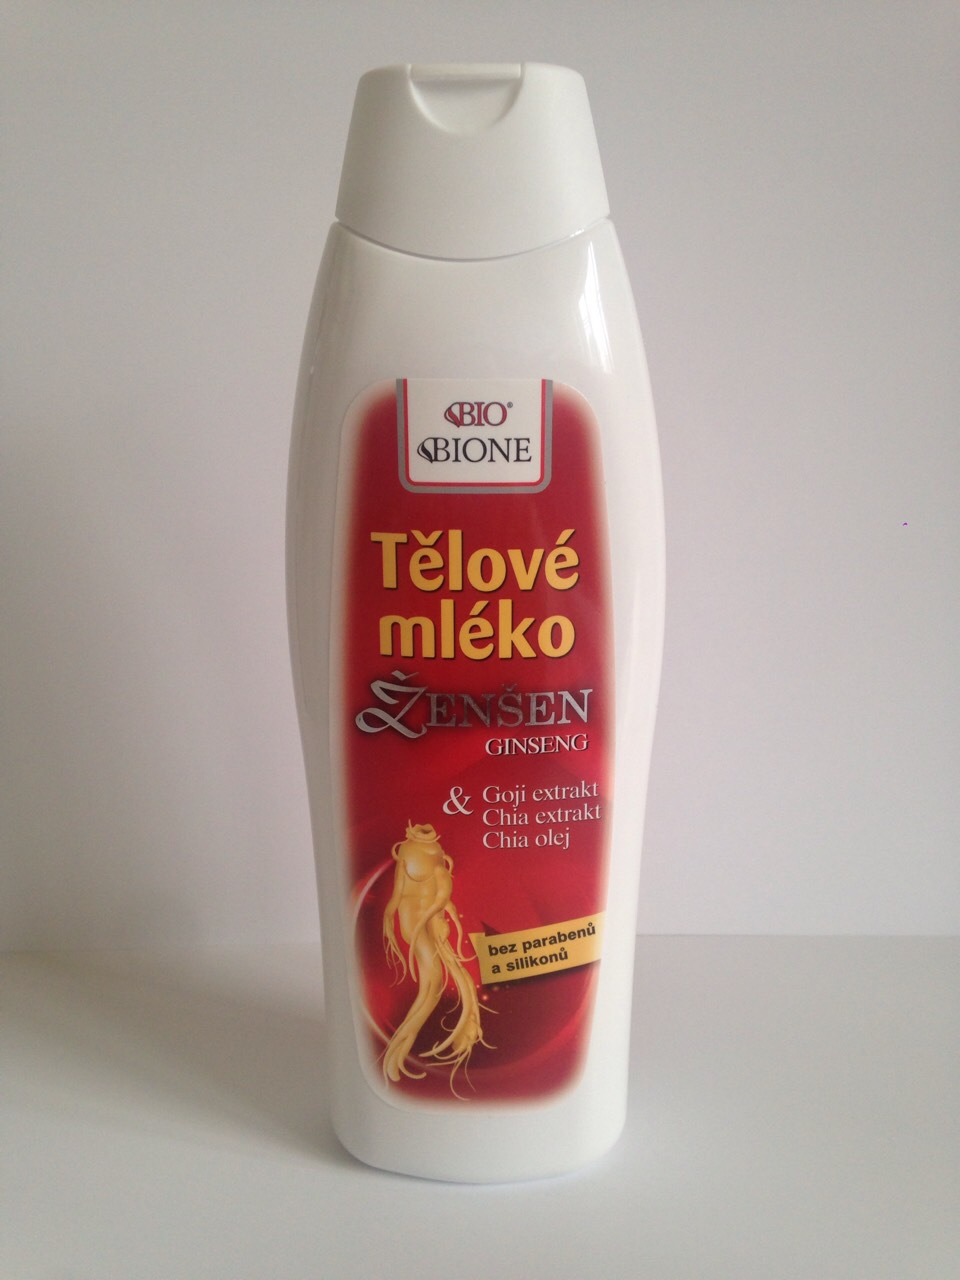 BIO®
BIONE
Tělové
mléko
ŽENŠEN
GINSENG
& Goji extrakt
Chia extrakt
Chia olej
bez parabenů
a silikonů